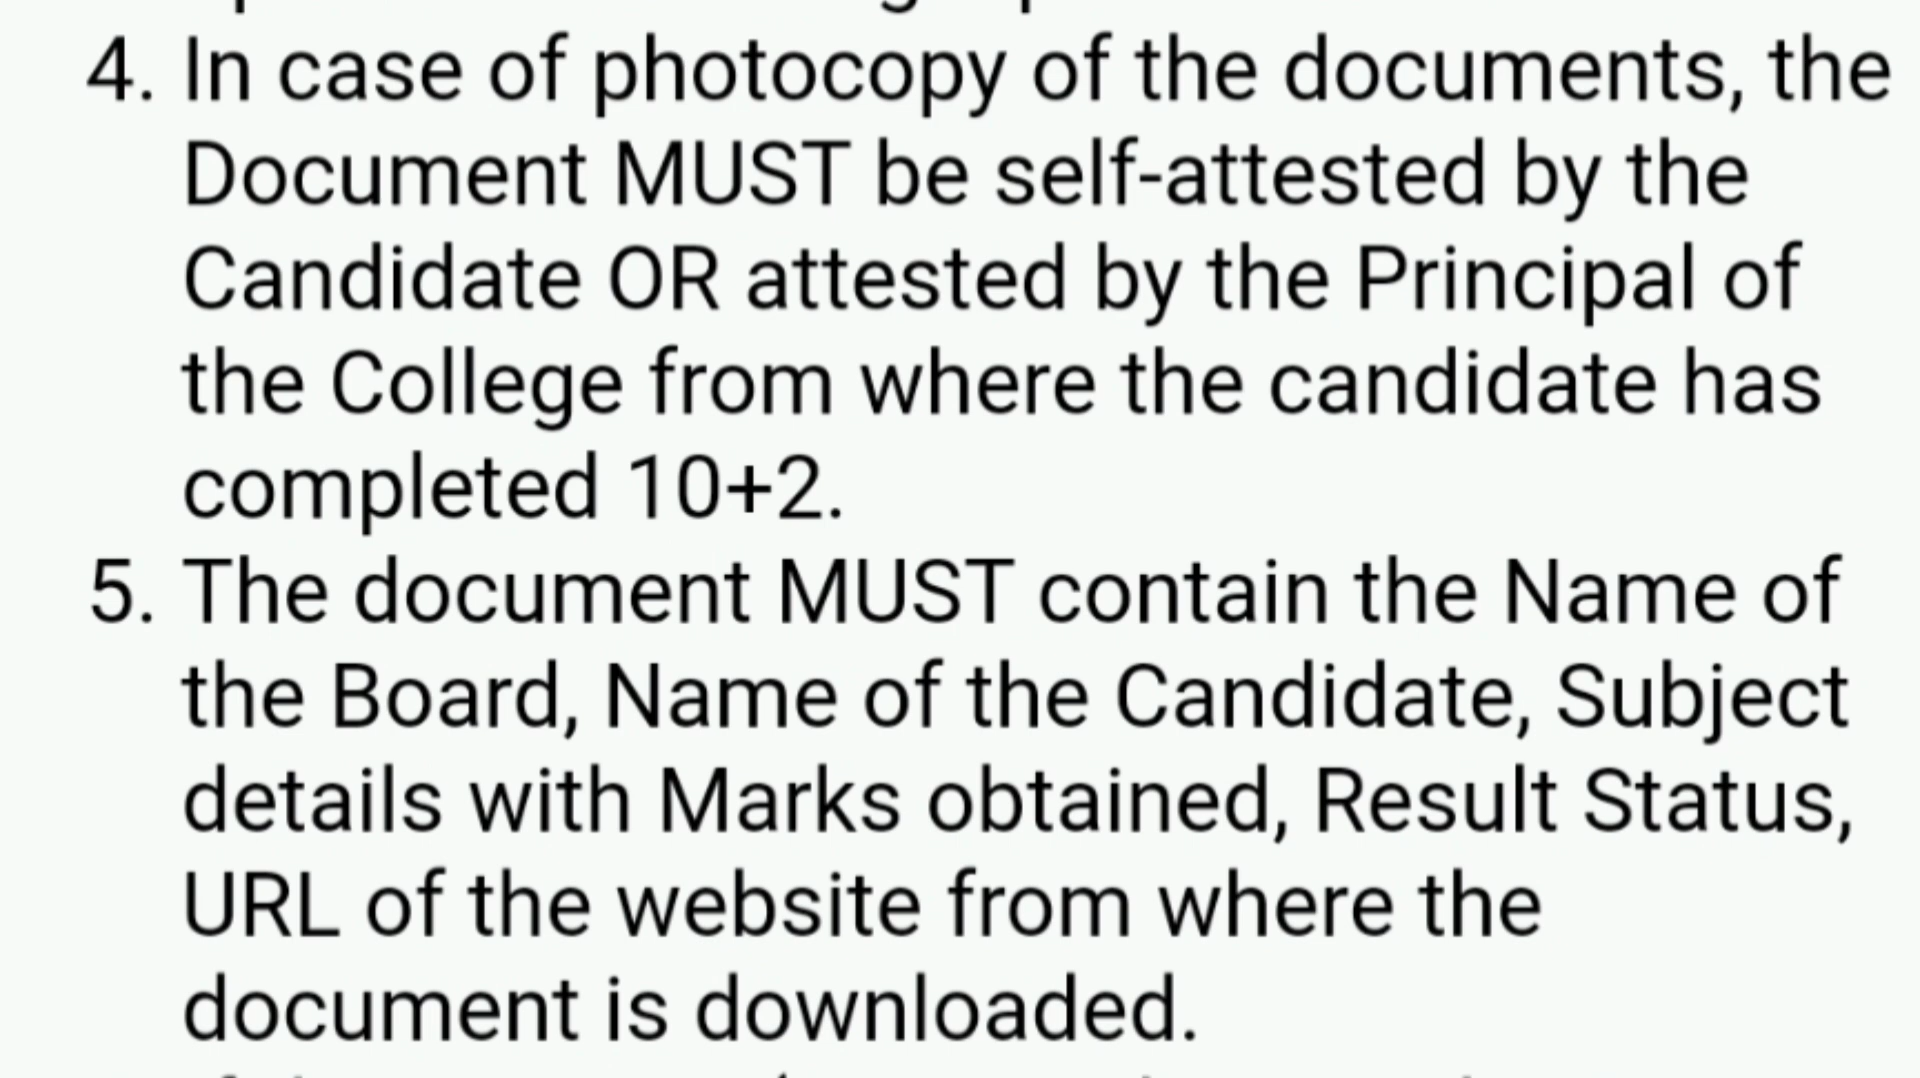 4. In case of photocopy of the documents, the
Document MUST be self-attested by the
Candidate OR attested by the Principal of
the College from where the candidate has
completed 10+2.
5. The document MUST contain the Name of
the Board, Name of the Candidate, Subject
details with Marks obtained, Result Status,
URL of the website from where the
document is downloaded.